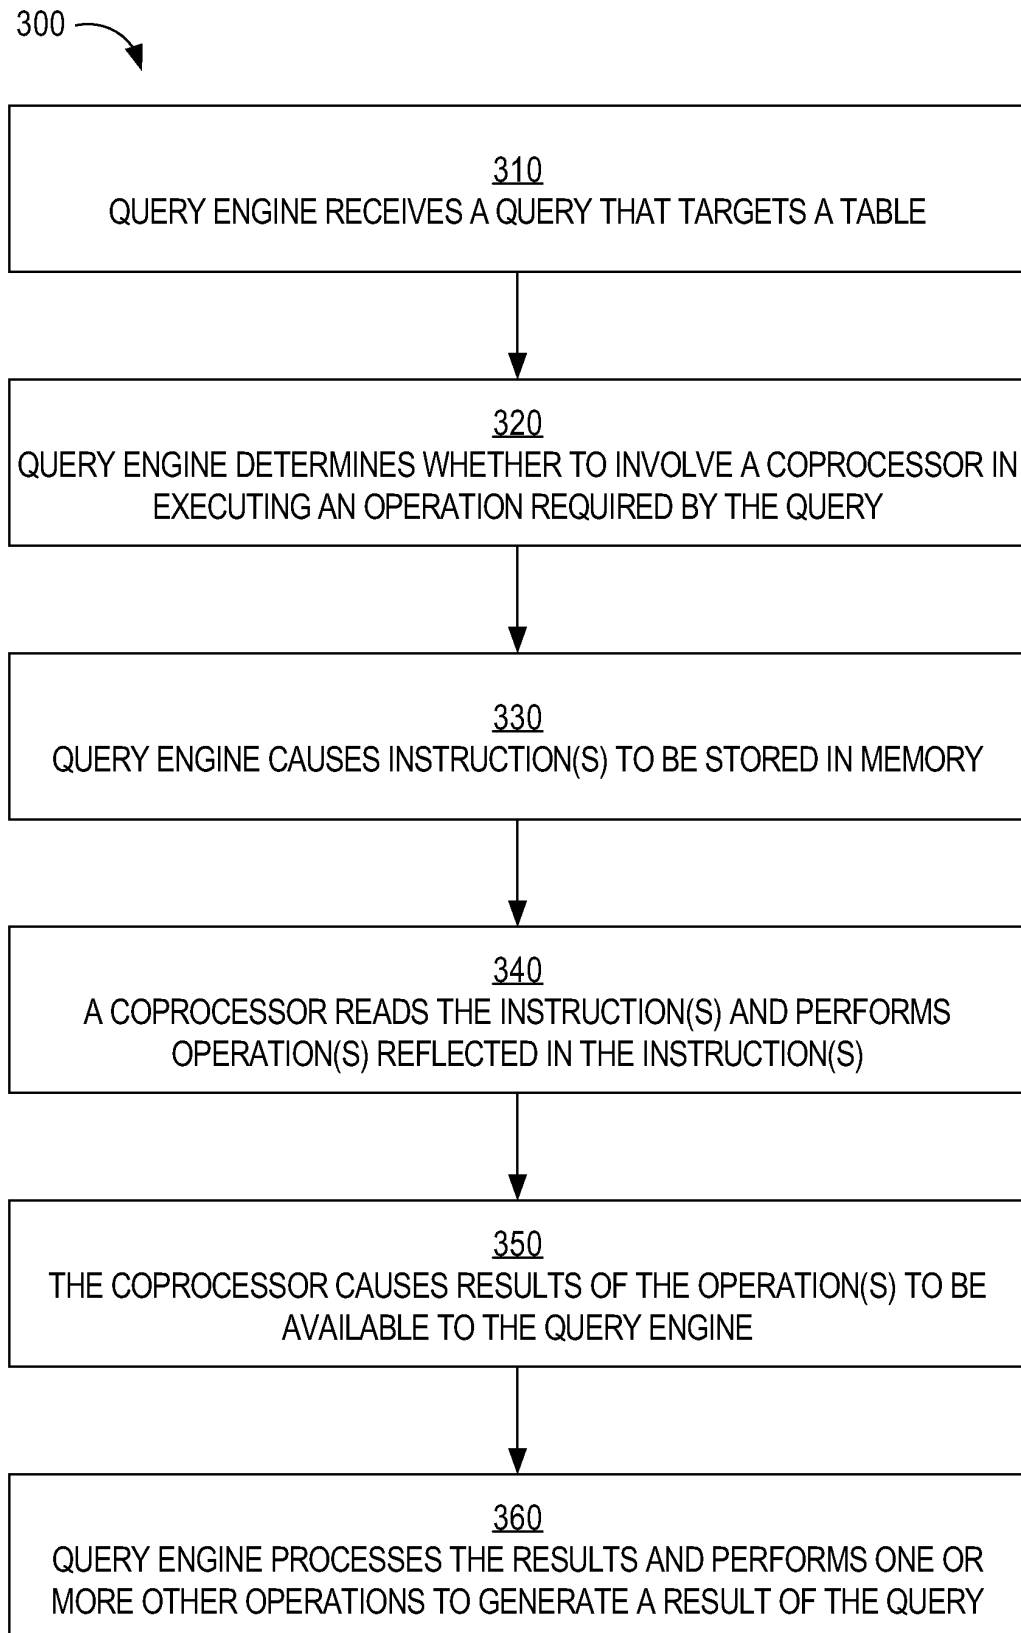 300
310
QUERY ENGINE RECEIVES A QUERY THAT TARGETS A TABLE
320
QUERY ENGINE DETERMINES WHETHER TO INVOLVE A COPROCESSOR IN
EXECUTING AN OPERATION REQUIRED BY THE QUERY
330
QUERY ENGINE CAUSES INSTRUCTION(S) TO BE STORED IN MEMORY
340
A COPROCESSOR READS THE INSTRUCTION(S) AND PERFORMS
OPERATION(S) REFLECTED IN THE INSTRUCTION(S)
350
THE COPROCESSOR CAUSES RESULTS OF THE OPERATION(S) TO BE
AVAILABLE TO THE QUERY ENGINE
360
QUERY ENGINE PROCESSES THE RESULTS AND PERFORMS ONE OR
MORE OTHER OPERATIONS TO GENERATE A RESULT OF THE QUERY